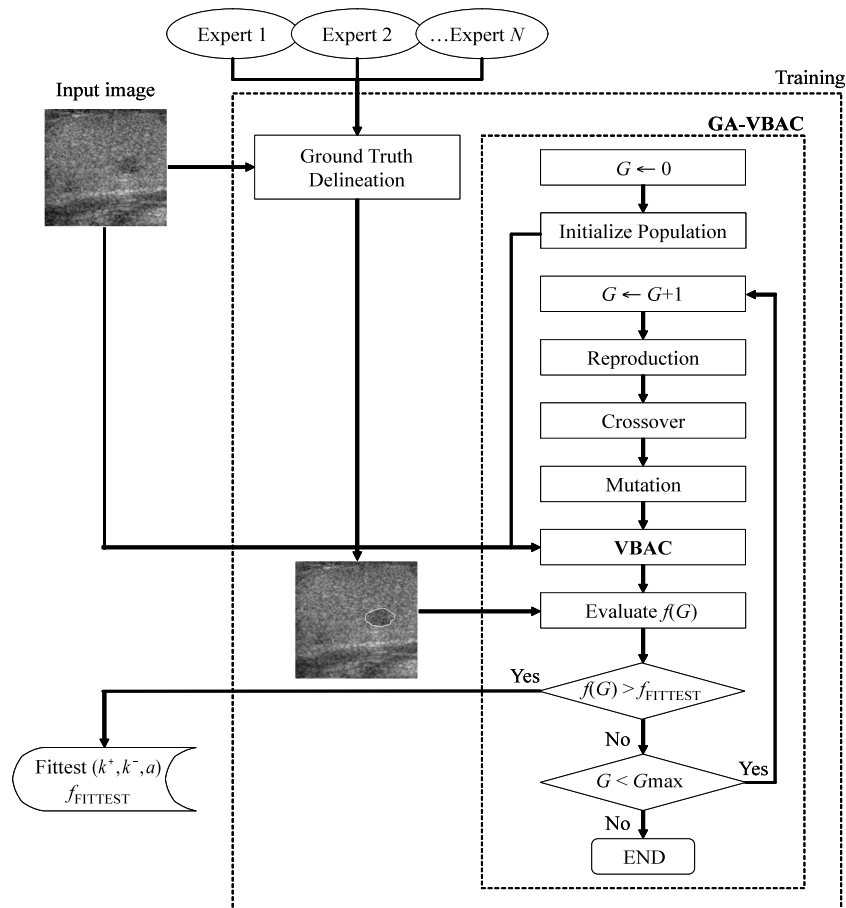 Expert 1
Expert 2
…Expert N
Training
Input image
GA-VBAC
Ground Truth
Delineation
G ← 0
Initialize Population
G ← G+1
Reproduction
Crossover
Mutation
VBAC
Evaluate f(G)
Yes
f(G) > fFITTEST
No
Fittest (k⁺, k⁻, a)
fFITTEST
G < Gmax
Yes
No
END